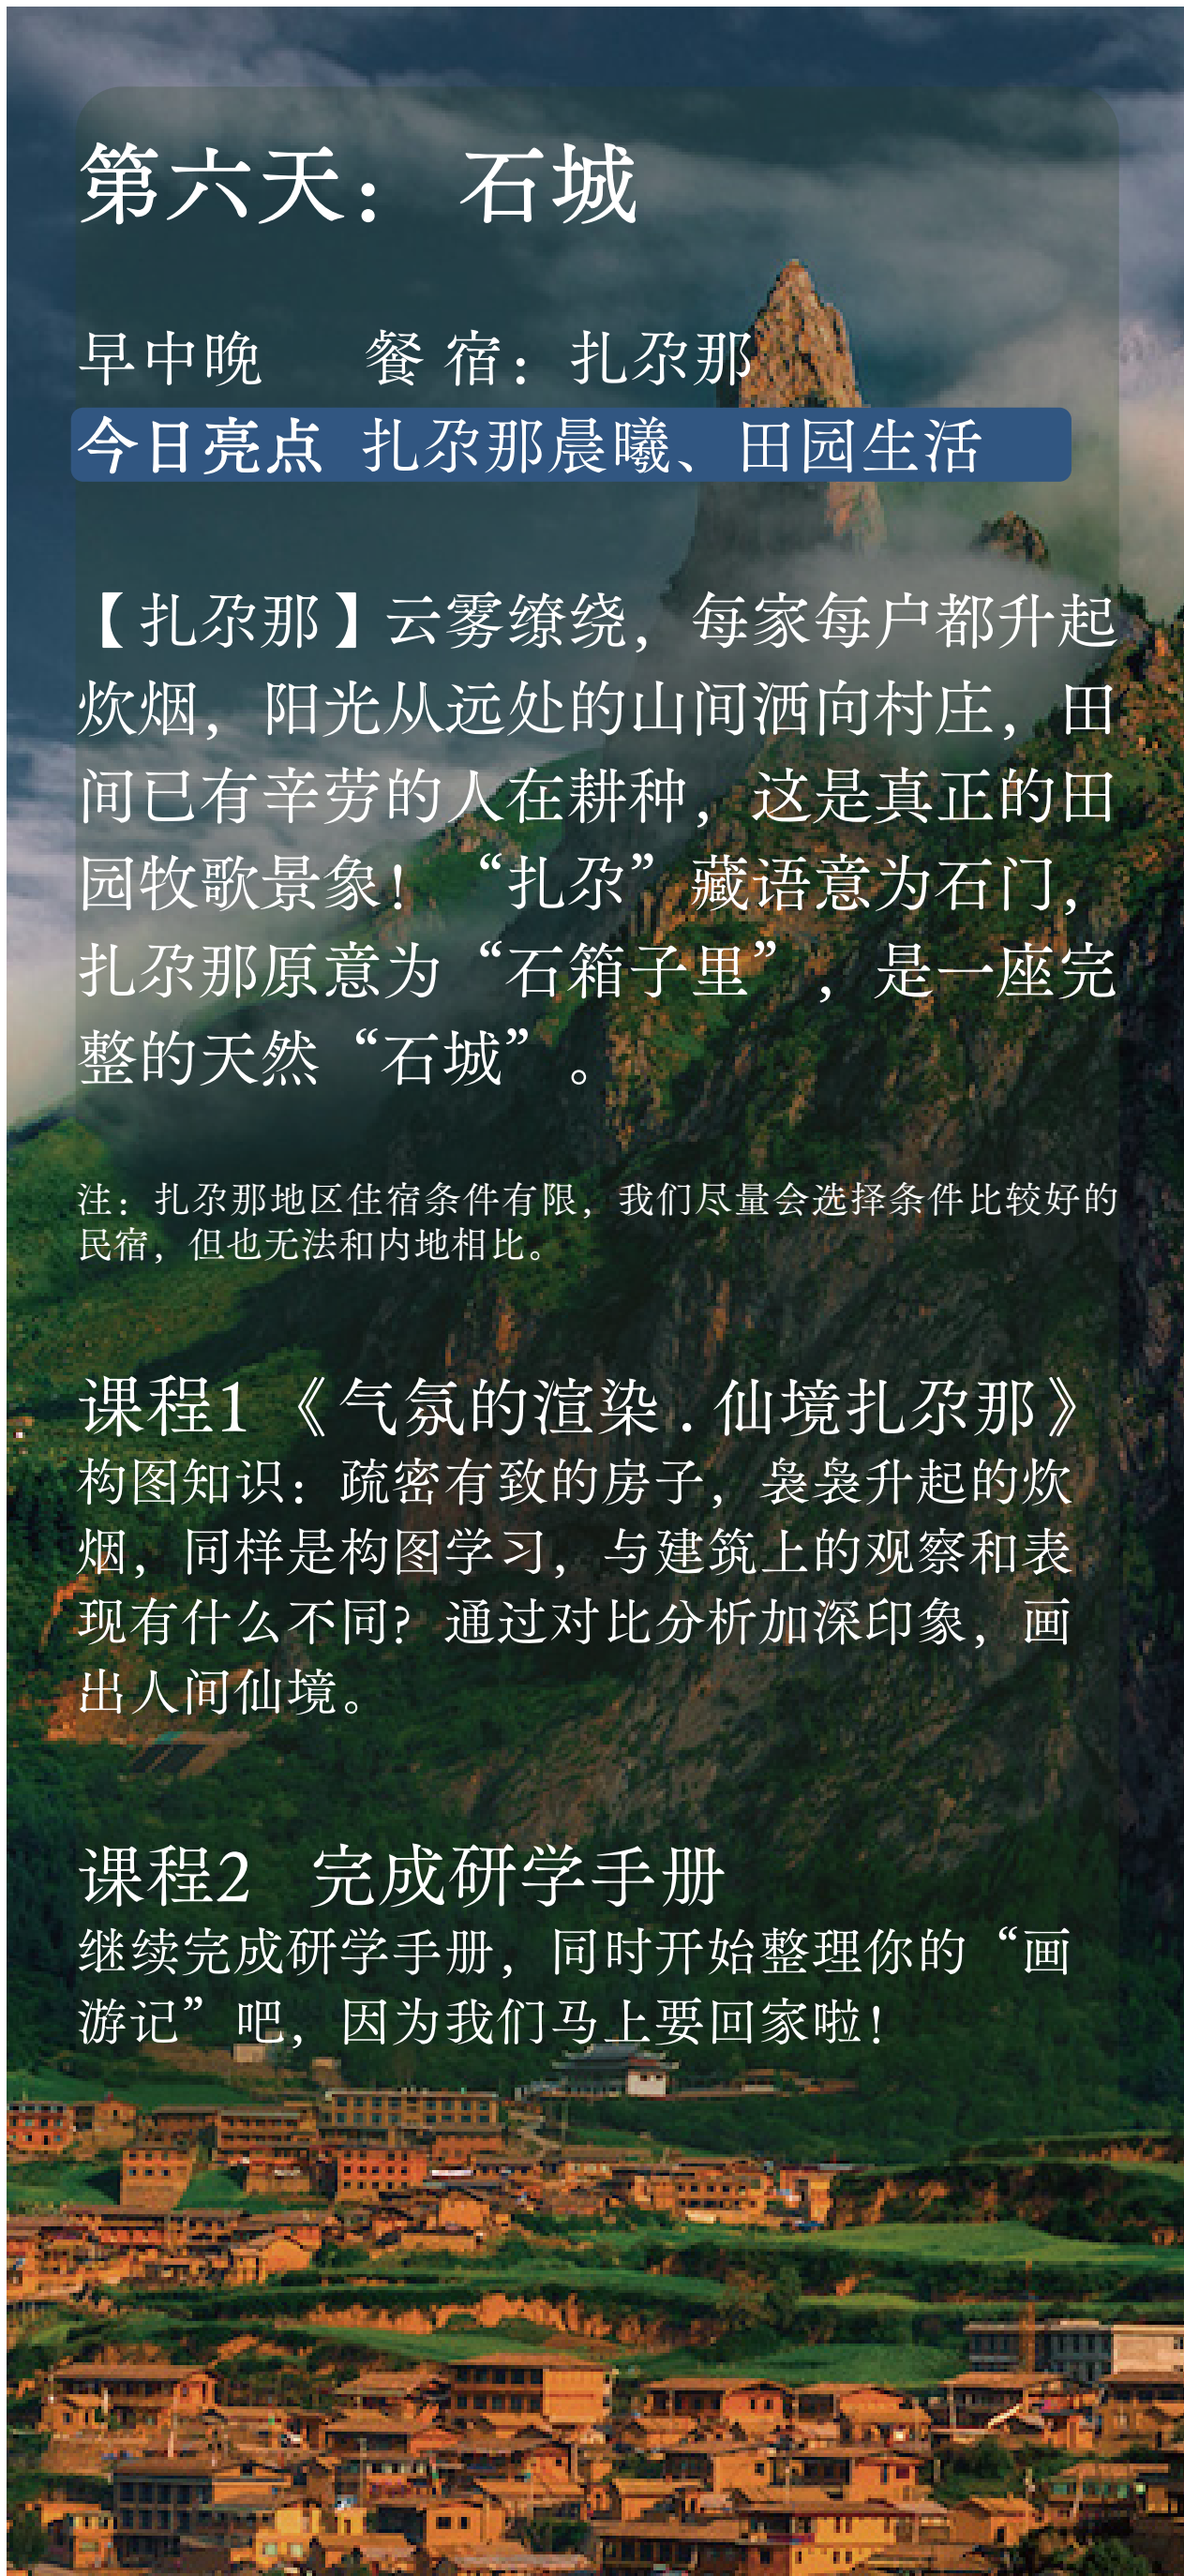 第六天： 石城
早中晚 餐 宿：扎尕那
今日亮点 扎尕那晨曦、田园生活
【扎尕那】云雾缭绕，每家每户都升起
炊烟，阳光从远处的山间洒向村庄，田
间已有辛劳的人在耕种，这是真正的田
园牧歌景象！“扎尕”藏语意为石门，
扎尕那原意为“石箱子里”，是一座完
整的天然“石城”。
注：扎尕那地区住宿条件有限，我们尽量会选择条件比较好的
民宿，但也无法和内地相比。
课程1《气氛的渲染 . 仙境扎尕那》
构图知识：疏密有致的房子，袅袅升起的炊
烟，同样是构图学习，与建筑上的观察和表
现有什么不同？通过对比分析加深印象，画
出人间仙境。
课程2 完成研学手册
继续完成研学手册，同时开始整理你的“画
游记”吧，因为我们马上要回家啦！